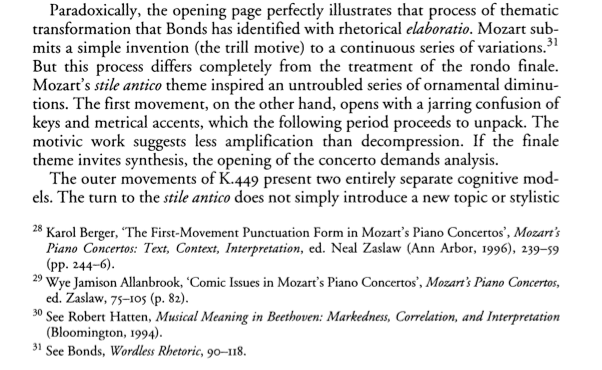 Paradoxically, the opening page perfectly illustrates that process of thematic
transformation that Bonds has identified with rhetorical elaboratio. Mozart sub-
mits a simple invention (the trill motive) to a continuous series of variations.31
But this process differs completely from the treatment of the rondo finale.
Mozart's stile antico theme inspired an untroubled series of ornamental diminu-
tions. The first movement, on the other hand, opens with a jarring confusion of
keys and metrical accents, which the following period proceeds to unpack. The
motivic work suggests less amplification than decompression. If the finale
theme invites synthesis, the opening of the concerto demands analysis.
The outer movements of K.449 present two entirely separate cognitive mod-
els. The turn to the stile antico does not simply introduce a new topic or stylistic
28 Karol Berger, 'The First-Movement Punctuation Form in Mozart's Piano Concertos', Mozart's
Piano Concertos: Text, Context, Interpretation, ed. Neal Zaslaw (Ann Arbor, 1996), 239–59
(pp. 244–6).
29 Wye Jamison Allanbrook, 'Comic Issues in Mozart's Piano Concertos', Mozart's Piano Concertos,
ed. Zaslaw, 75–105 (p. 82).
30 See Robert Hatten, Musical Meaning in Beethoven: Markedness, Correlation, and Interpretation
(Bloomington, 1994).
31 See Bonds, Wordless Rhetoric, 90–118.